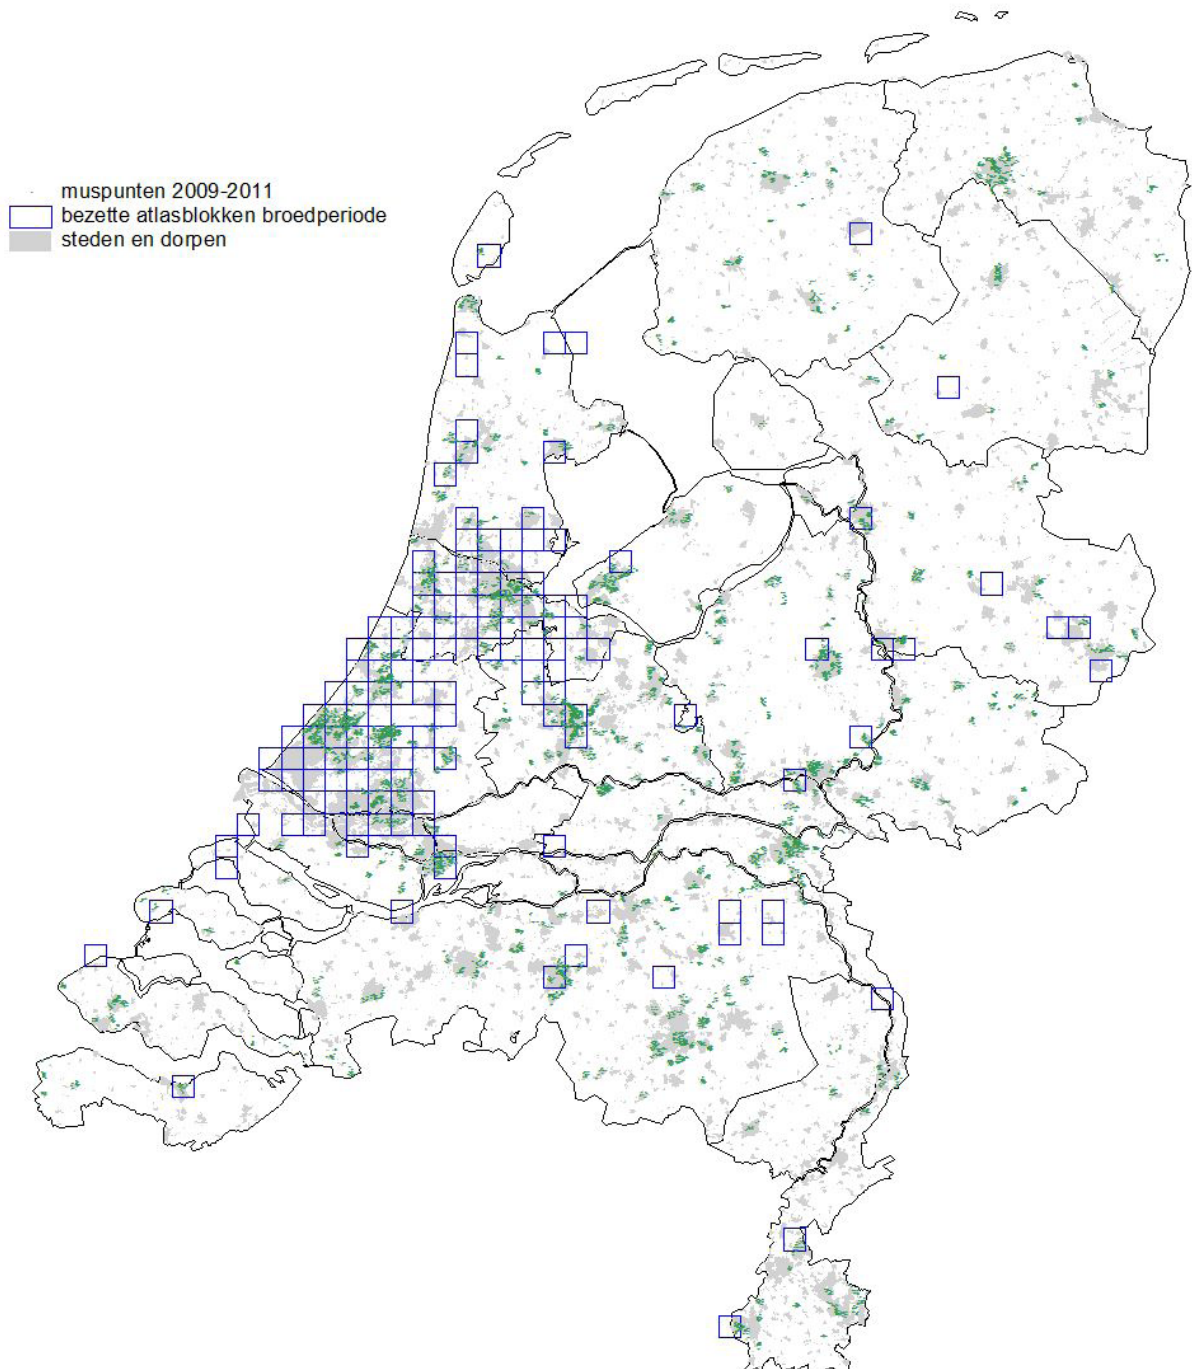 muspunten 2009-2011
bezette atlasblokken broedperiode
steden en dorpen